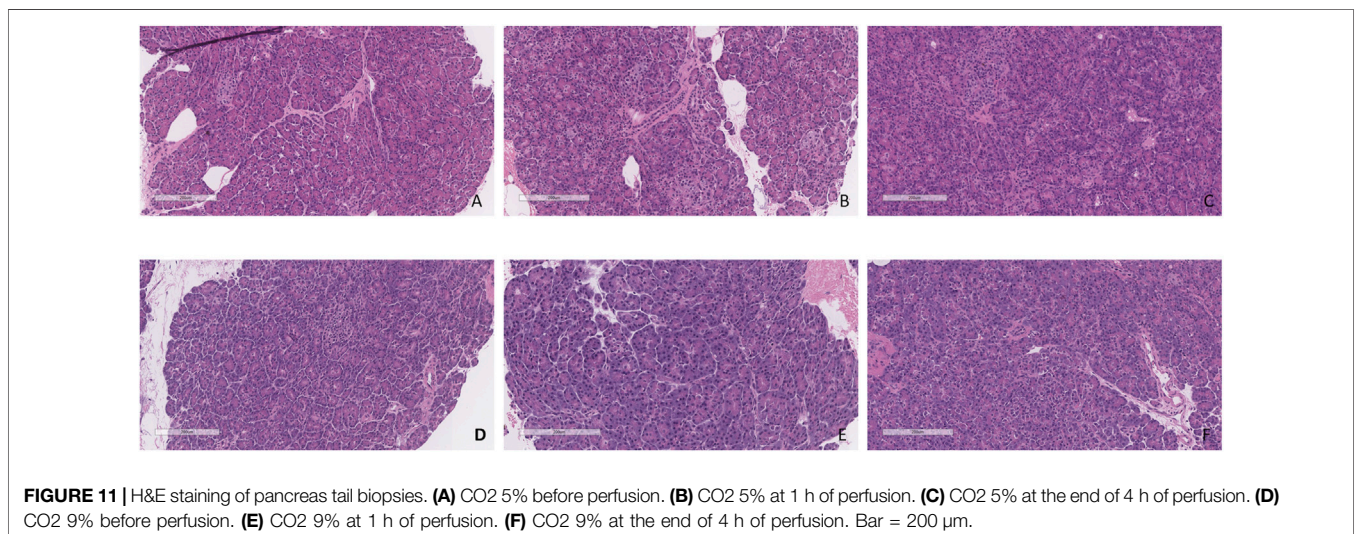 A
B
C
D
E
F
FIGURE 11 | H&E staining of pancreas tail biopsies. (A) CO2 5% before perfusion. (B) CO2 5% at 1 h of perfusion. (C) CO2 5% at the end of 4 h of perfusion. (D)
CO2 9% before perfusion. (E) CO2 9% at 1 h of perfusion. (F) CO2 9% at the end of 4 h of perfusion. Bar = 200 μm.